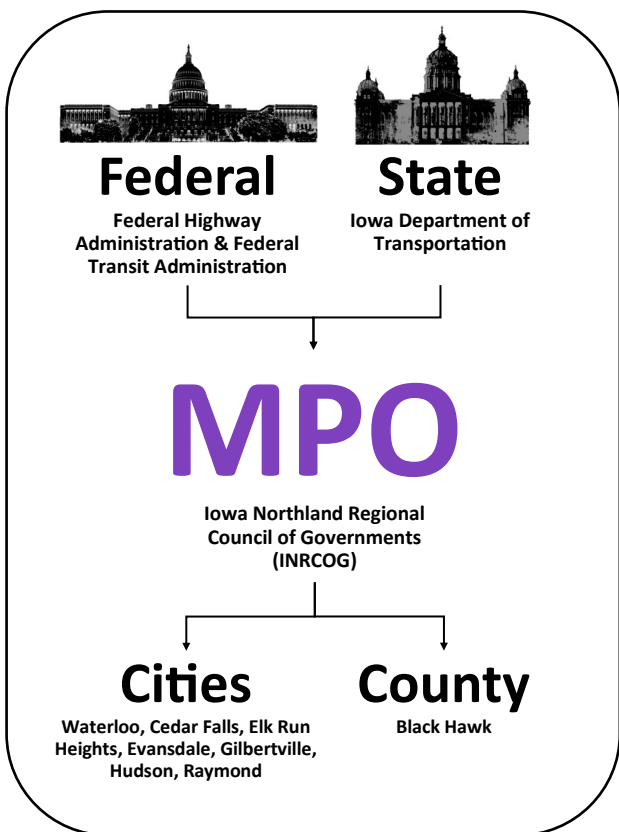 Federal
Federal Highway
Administration & Federal
Transit Administration
State
Iowa Department of
Transportation
MPO
Iowa Northland Regional
Council of Governments
(INRCOG)
Cities
Waterloo, Cedar Falls, Elk Run
Heights, Evansdale, Gilbertville,
Hudson, Raymond
County
Black Hawk